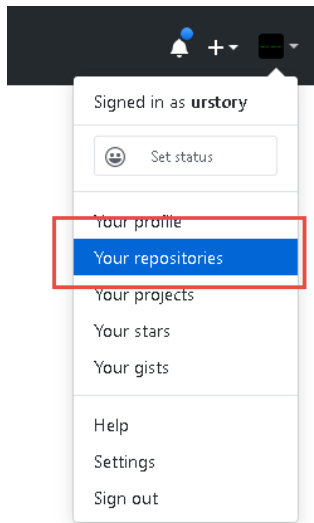 Signed in as urstory
Set status
Your profile
Your repositories
Your projects
Your stars
Your gists
Help
Settings
Sign out